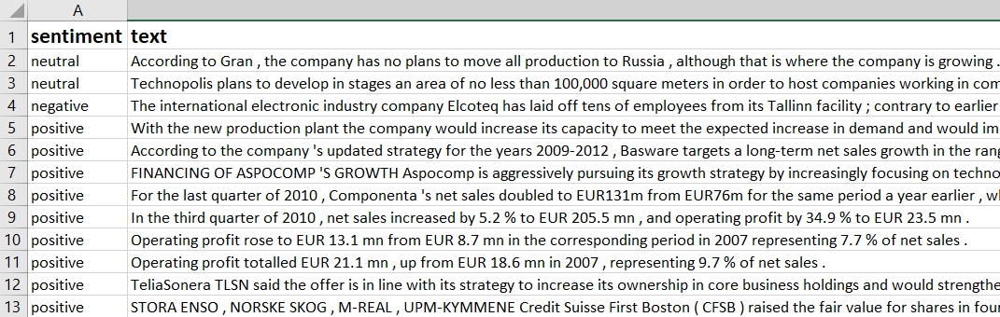 A
1 sentiment text
2 neutral According to Gran , the company has no plans to move all production to Russia , although that is where the company is growing .
3 neutral Technopolis plans to develop in stages an area of no less than 100,000 square meters in order to host companies working in com
4 negative The international electronic industry company Elcoteq has laid off tens of employees from its Tallinn facility ; contrary to earlier
5 positive With the new production plant the company would increase its capacity to meet the expected increase in demand and would im
6 positive According to the company 's updated strategy for the years 2009-2012 , Basware targets a long-term net sales growth in the rang
7 positive FINANCING OF ASPOCOMP 'S GROWTH Aspocomp is aggressively pursuing its growth strategy by increasingly focusing on techno
8 positive For the last quarter of 2010 , Componenta 's net sales doubled to EUR131m from EUR76m for the same period a year earlier , wh
9 positive In the third quarter of 2010 , net sales increased by 5.2 % to EUR 205.5 mn , and operating profit by 34.9 % to EUR 23.5 mn .
10 positive Operating profit rose to EUR 13.1 mn from EUR 8.7 mn in the corresponding period in 2007 representing 7.7 % of net sales .
11 positive Operating profit totalled EUR 21.1 mn , up from EUR 18.6 mn in 2007 , representing 9.7 % of net sales .
12 positive TeliaSonera TLSN said the offer is in line with its strategy to increase its ownership in core business holdings and would strengthe
13 positive STORA ENSO , NORSKE SKOG , M-REAL , UPM-KYMMENE Credit Suisse First Boston ( CFSB ) raised the fair value for shares in four